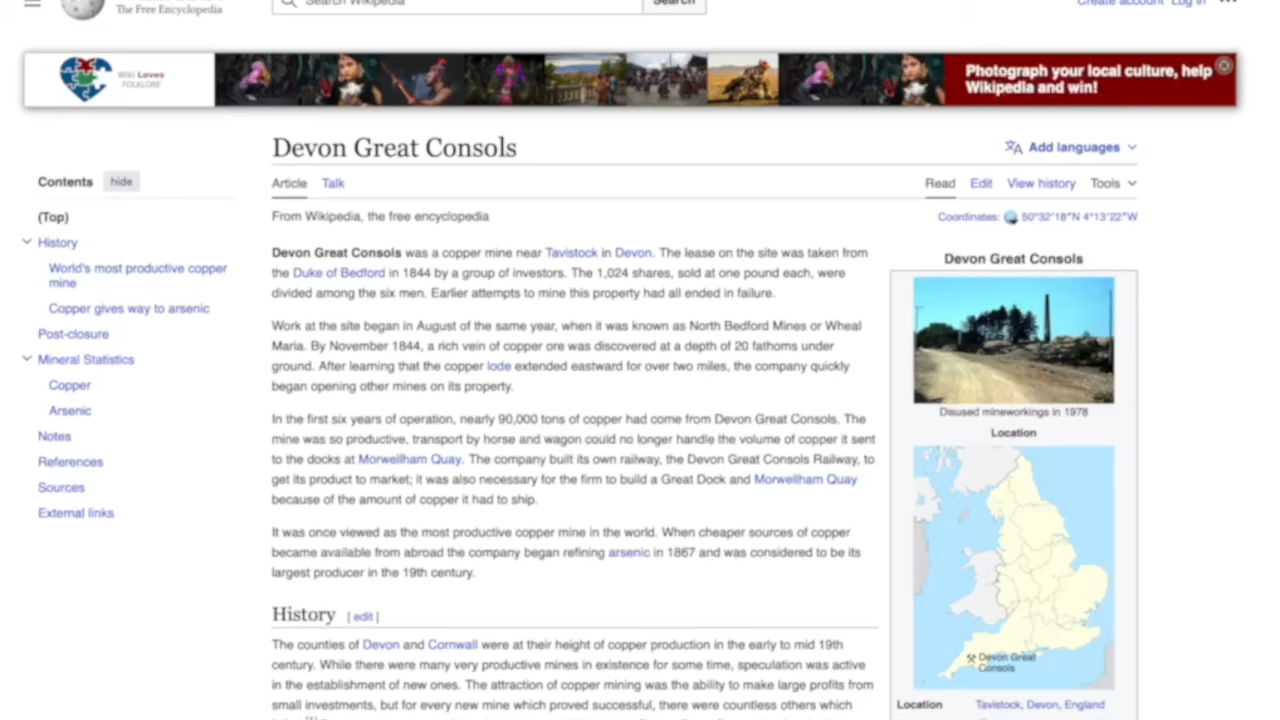 The Free Encyclopedia
Search Wikipedia
Search
Create account Log in
Wiki Loves
FOLKLORE
Photograph your local culture, help
Wikipedia and win!
Devon Great Consols
Add languages
Contents hide
Article Talk
Read Edit View history Tools
(Top)
From Wikipedia, the free encyclopedia
Coordinates: 50°32′18″N 4°13′22″W
History
World's most productive copper
mine
Copper gives way to arsenic
Post-closure
Mineral Statistics
Copper
Arsenic
Notes
References
Sources
External links
Devon Great Consols was a copper mine near Tavistock in Devon. The lease on the site was taken from
the Duke of Bedford in 1844 by a group of investors. The 1,024 shares, sold at one pound each, were
divided among the six men. Earlier attempts to mine this property had all ended in failure.
Work at the site began in August of the same year, when it was known as North Bedford Mines or Wheal
Maria. By November 1844, a rich vein of copper ore was discovered at a depth of 20 fathoms under
ground. After learning that the copper lode extended eastward for over two miles, the company quickly
began opening other mines on its property.
In the first six years of operation, nearly 90,000 tons of copper had come from Devon Great Consols. The
mine was so productive, transport by horse and wagon could no longer handle the volume of copper it sent
to the docks at Morwellham Quay. The company built its own railway, the Devon Great Consols Railway, to
get its product to market; it was also necessary for the firm to build a Great Dock and Morwellham Quay
because of the amount of copper it had to ship.
It was once viewed as the most productive copper mine in the world. When cheaper sources of copper
became available from abroad the company began refining arsenic in 1867 and was considered to be its
largest producer in the 19th century.
History [ edit ]
The counties of Devon and Cornwall were at their height of copper production in the early to mid 19th
century. While there were many very productive mines in existence for some time, speculation was active
in the establishment of new ones. The attraction of copper mining was the ability to make large profits from
small investments, but for every new mine which proved successful, there were countless others which
Devon Great Consols
Disused mineworkings in 1978
Location
Devon Great
Consols
Location Tavistock, Devon, England